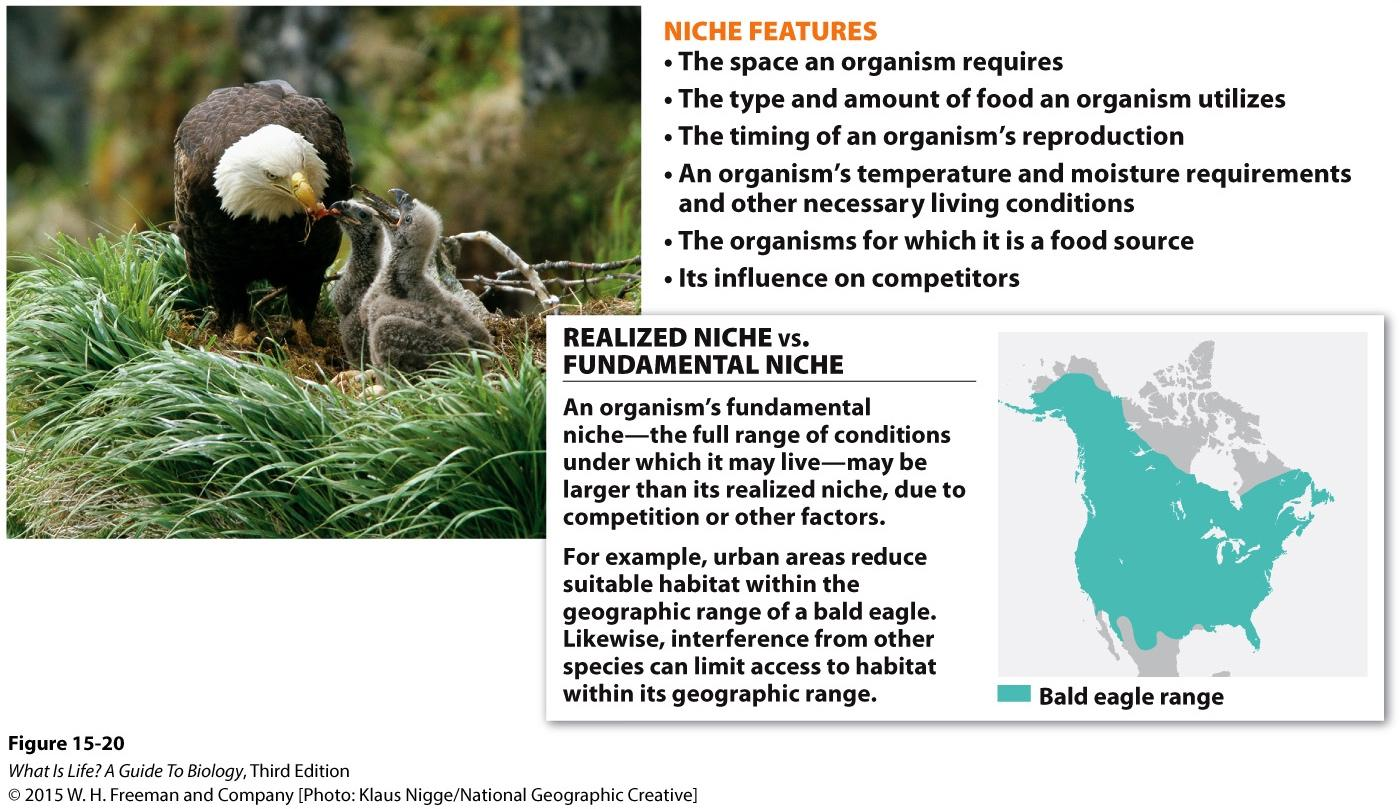 NICHE FEATURES
• The space an organism requires
• The type and amount of food an organism utilizes
• The timing of an organism’s reproduction
• An organism’s temperature and moisture requirements
and other necessary living conditions
• The organisms for which it is a food source
• Its influence on competitors
REALIZED NICHE vs.
FUNDAMENTAL NICHE
An organism’s fundamental
niche—the full range of conditions
under which it may live—may be
larger than its realized niche, due to
competition or other factors.
For example, urban areas reduce
suitable habitat within the
geographic range of a bald eagle.
Likewise, interference from other
species can limit access to habitat
within its geographic range.
Bald eagle range
Figure 15-20
What Is Life? A Guide To Biology, Third Edition
© 2015 W. H. Freeman and Company [Photo: Klaus Nigge/National Geographic Creative]